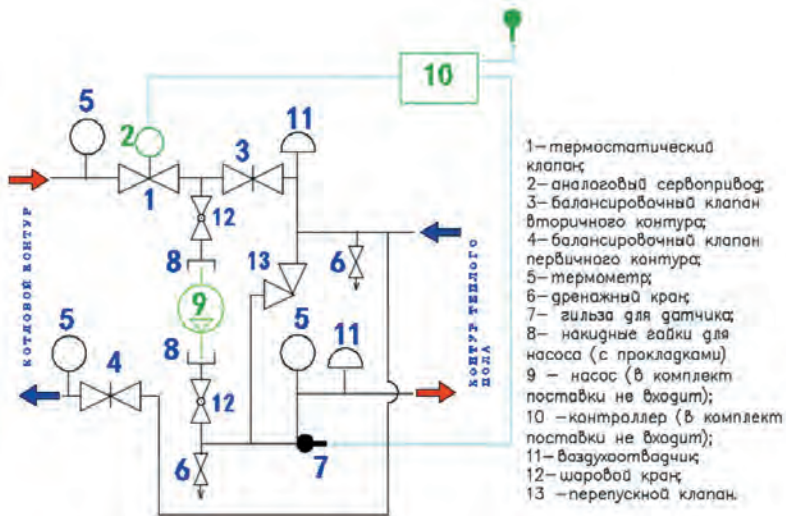 10
5
2
11
3
1
12
8
13
6
9
КОТЛОВОЙ КОНТУР
КОНТУР ТЕПЛОГО
ПОЛА
5
5
11
4
8
12
6
7
1-термостатический
клапан;
2-аналоговый сервопривод;
3-балансировочный клапан
вторичного контура;
4-балансировочный клапан
первичного контура;
5-термометр;
6-дренажный кран;
7- гильза для датчика;
8- накидные гайки для
насоса (с прокладками)
9 - насос (в комплект
поставки не входит);
10 -контроллер (в комплект
поставки не входит);
11-воздухоотвадчик;
12-шаровой кран;
13 -перепускной клапан.